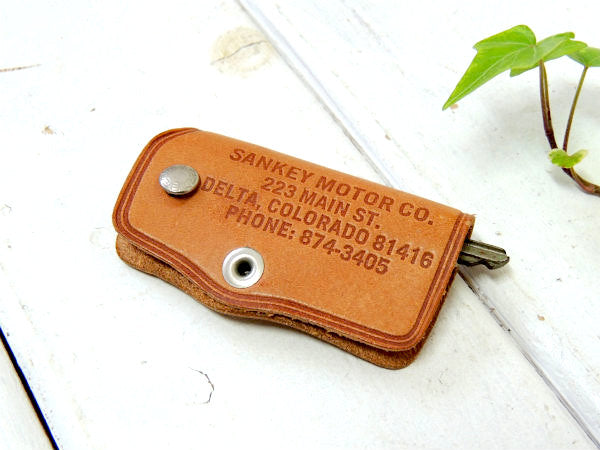 SANKEY MOTOR CO.
223 MAIN ST.
DELTA, COLORADO 81416
PHONE: 874-3405